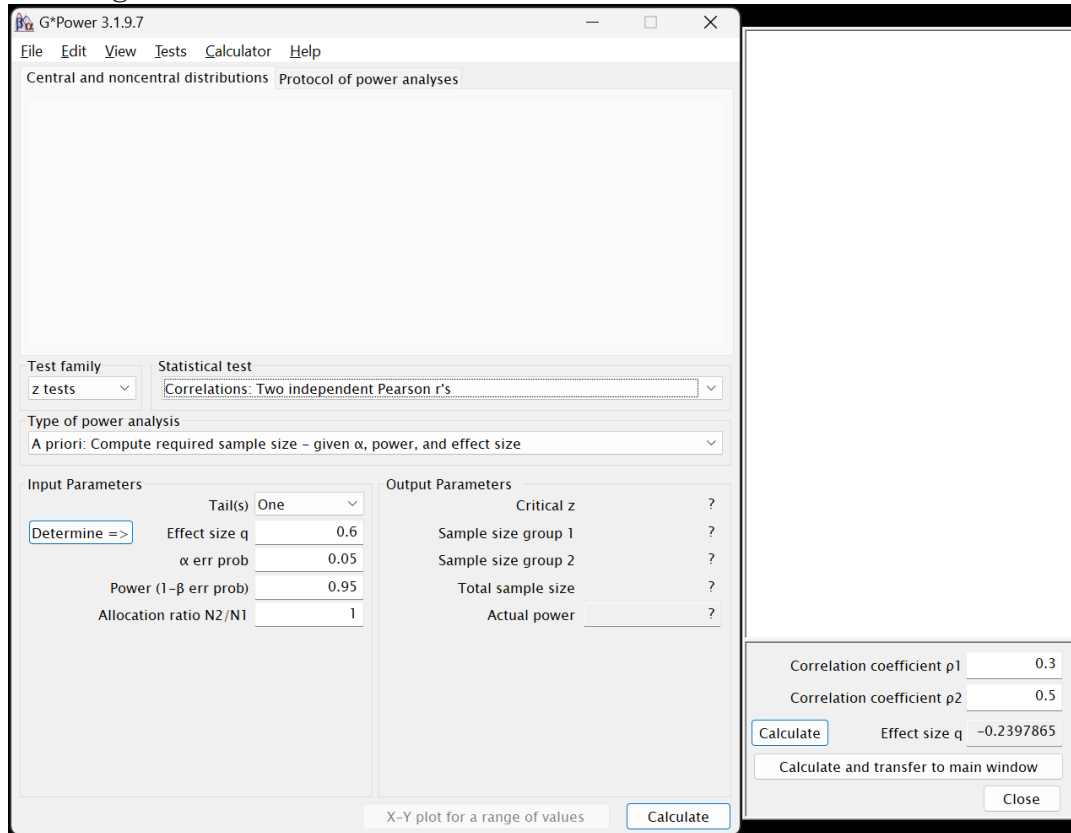 G*Power 3.1.9.7
File Edit View Tests Calculator Help
Central and noncentral distributions Protocol of power analyses
Test family
z tests
Statistical test
Correlations: Two independent Pearson r's
Type of power analysis
A priori: Compute required sample size – given α, power, and effect size
Input Parameters
Tail(s) One
Determine => Effect size q 0.6
α err prob 0.05
Power (1–β err prob) 0.95
Allocation ratio N2/N1 1
Output Parameters
Critical z ?
Sample size group 1 ?
Sample size group 2 ?
Total sample size ?
Actual power ?
X–Y plot for a range of values Calculate
Correlation coefficient ρ1 0.3
Correlation coefficient ρ2 0.5
Calculate Effect size q -0.2397865
Calculate and transfer to main window
Close